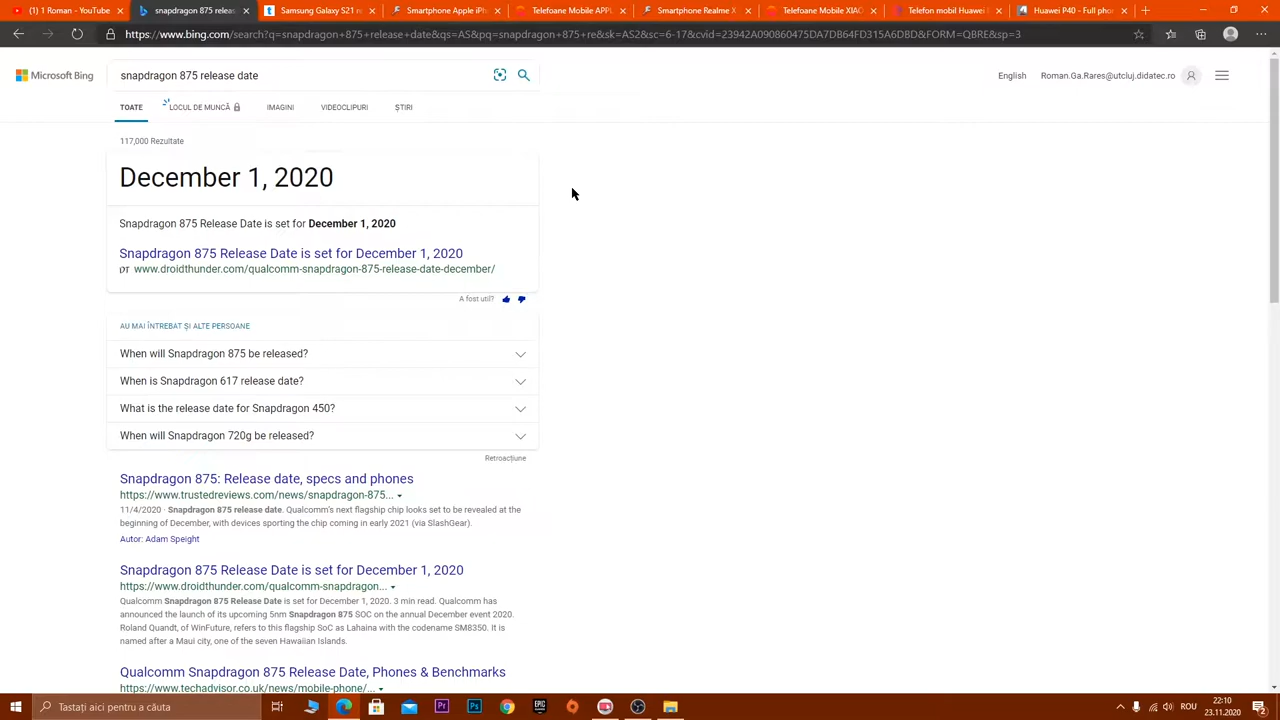 (1) Roman - YouTube
snapdragon 875 releas
Samsung Galaxy S21 r
Smartphone Apple iPh
Telefoane Mobile APPL
Smartphone Realme X
Telefoane Mobile XIAO
Telefon mobil Huawei
Huawei P40 - Full pho
https://www.bing.com/search?q=snapdragon+875+release+date&qs=AS&pq=snapdragon+875+re&sk=AS2&sc=6-17&cvid=23942A090860475DA7DB64FD315A6DBD&FORM=QBRE&sp=3
Microsoft Bing
snapdragon 875 release date
English
Roman.Ga.Rares@utcluj.didatec.ro
TOATE
LOCUL DE MUNCĂ
IMAGINI
VIDEOCLIPURI
ȘTIRI
117,000 Rezultate
December 1, 2020
Snapdragon 875 Release Date is set for December 1, 2020
Snapdragon 875 Release Date is set for December 1, 2020
DT www.droidthunder.com/qualcomm-snapdragon-875-release-date-december/
A fost util?
AU MAI ÎNTREBAT ȘI ALTE PERSOANE
When will Snapdragon 875 be released?
When is Snapdragon 617 release date?
What is the release date for Snapdragon 450?
When will Snapdragon 720g be released?
Retroacțiune
Snapdragon 875: Release date, specs and phones
https://www.trustedreviews.com/news/snapdragon-875...
11/4/2020 · Snapdragon 875 release date. Qualcomm's next flagship chip looks set to be revealed at the
beginning of December, with devices sporting the chip coming in early 2021 (via SlashGear).
Autor: Adam Speight
Snapdragon 875 Release Date is set for December 1, 2020
https://www.droidthunder.com/qualcomm-snapdragon...
Qualcomm Snapdragon 875 Release Date is set for December 1, 2020. 3 min read. Qualcomm has
announced the launch of its upcoming 5nm Snapdragon 875 SOC on the annual December event 2020.
Roland Quandt, of WinFuture, refers to this flagship SoC as Lahaina with the codename SM8350. It is
named after a Maui city, one of the seven Hawaiian Islands.
Qualcomm Snapdragon 875 Release Date, Phones & Benchmarks
https://www.techadvisor.co.uk/news/mobile-phone/...
Tastați aici pentru a căuta
Pr
Ps
EPIC
ROU
22:10
23.11.2020
2